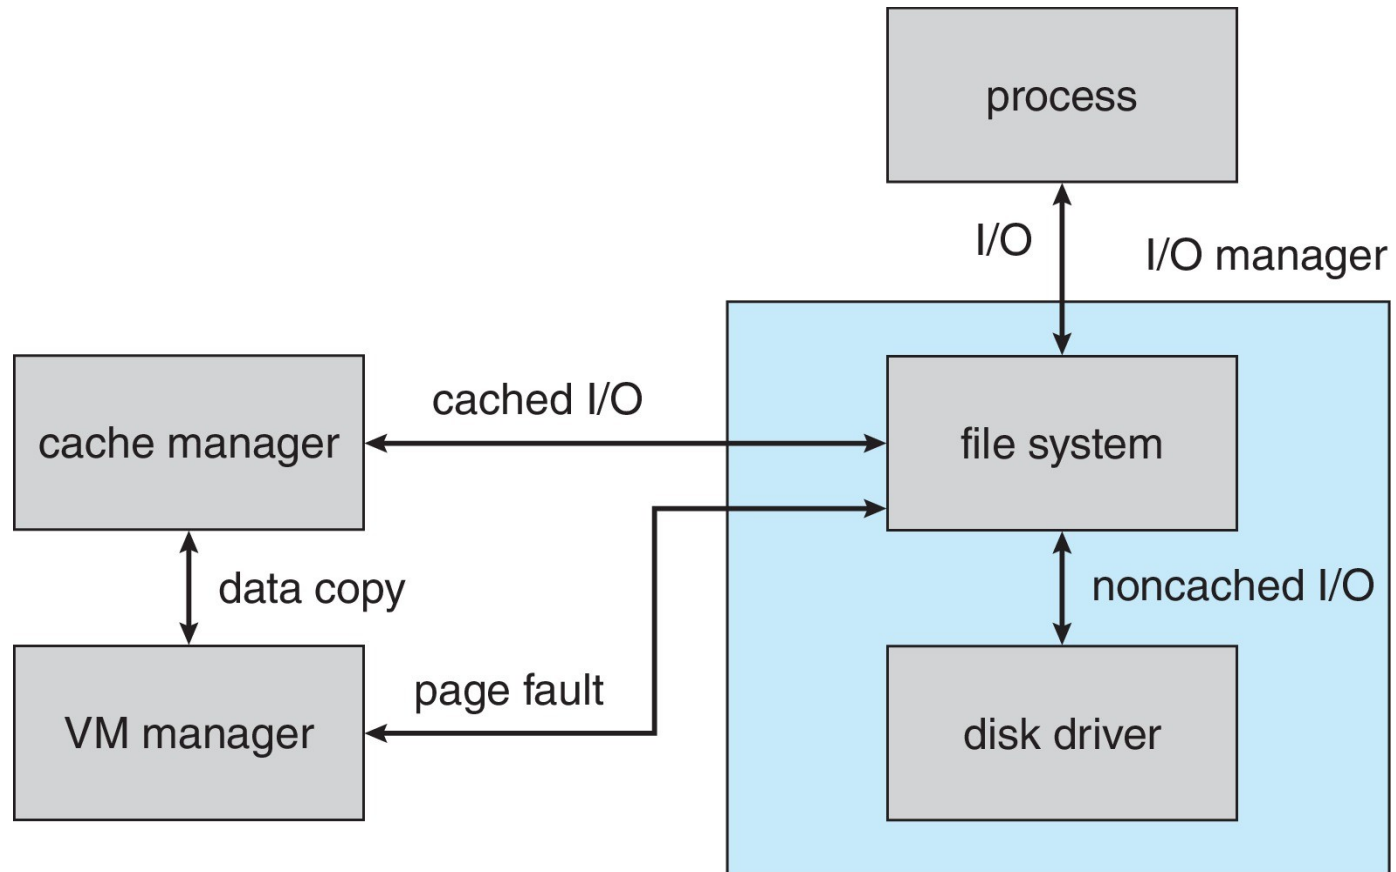 process
I/O
I/O manager
cached I/O
cache manager
file system
data copy
noncached I/O
page fault
VM manager
disk driver